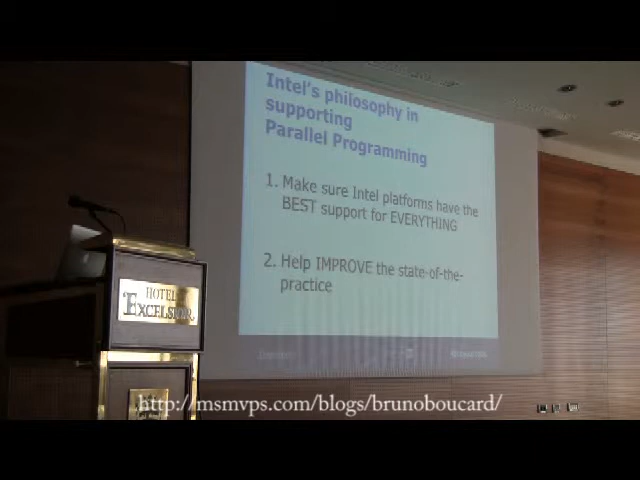 Intel's philosophy in
supporting
Parallel Programming
1. Make sure Intel platforms have the
BEST support for EVERYTHING
2. Help IMPROVE the state-of-the-
practice
HOTEL
EXCELSIOR
http://msmvps.com/blogs/brunoboucard/